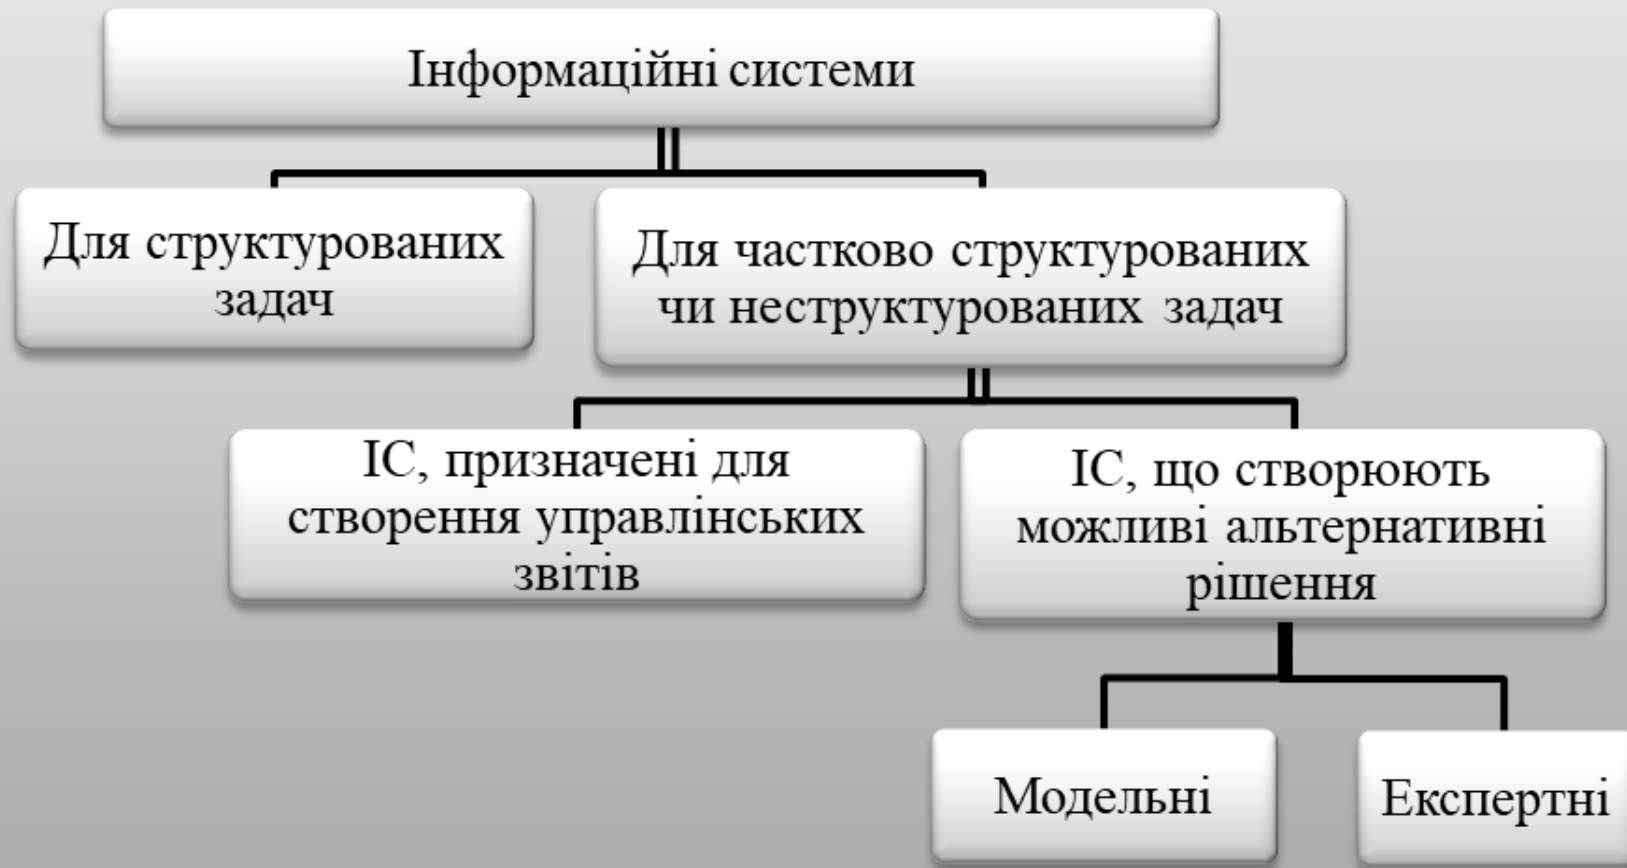 Інформаційні системи
Для структурованих
задач
Для частково структурованих
чи неструктурованих задач
ІС, призначені для
створення управлінських
звітів
ІС, що створюють
можливі альтернативні
рішення
Модельні
Експертні